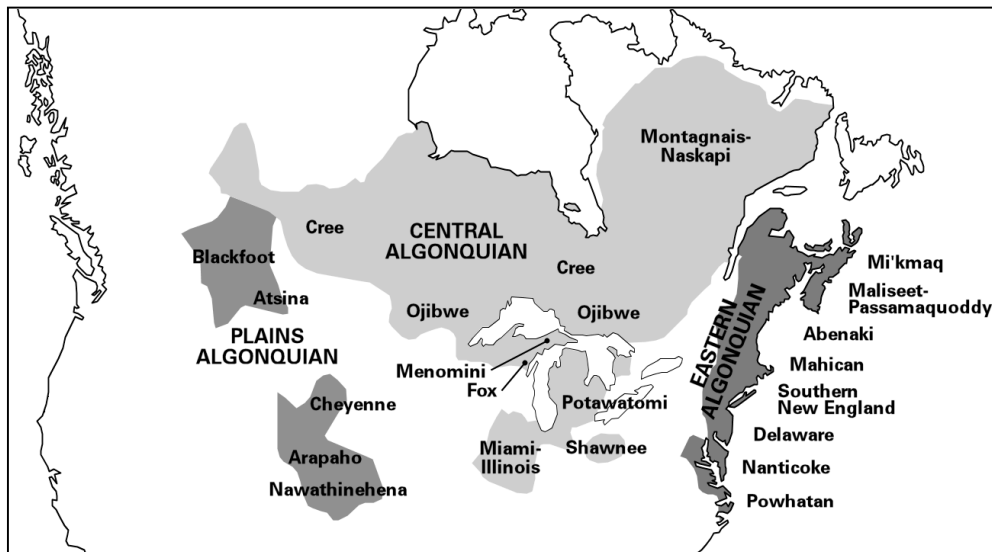 Montagnais-
Naskapi
Cree
CENTRAL
ALGONQUIAN
Blackfoot
Cree
Mi'kmaq
Atsina
Maliseet-
Passamaquoddy
Ojibwe
Ojibwe
EASTERN
ALGONQUIAN
Abenaki
PLAINS
ALGONQUIAN
Menomini
Mahican
Fox
Southern
New England
Cheyenne
Potawatomi
Delaware
Miami-
Illinois
Shawnee
Arapaho
Nanticoke
Nawathinehena
Powhatan